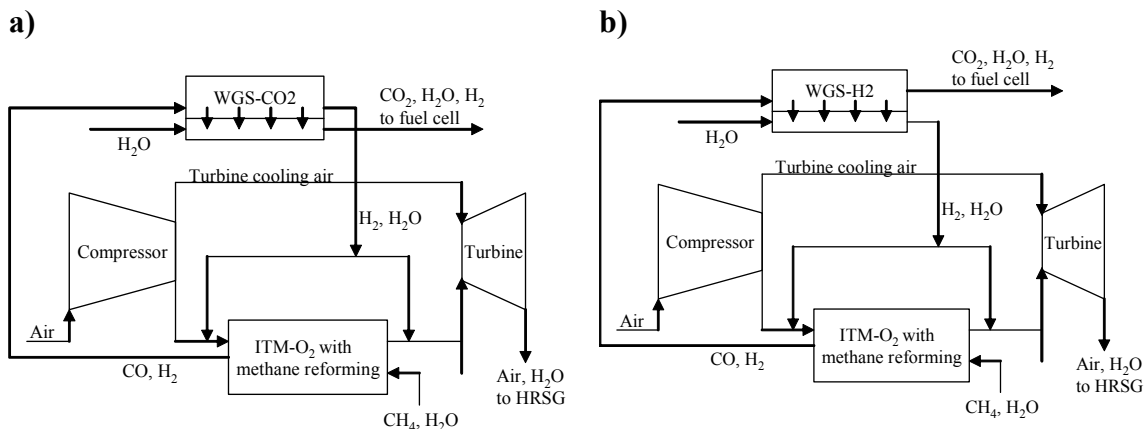 a)
WGS-CO2
CO₂, H₂O, H₂
to fuel cell
H₂O
Turbine cooling air
H₂, H₂O
Compressor
Turbine
Air
ITM-O₂ with
methane reforming
CO, H₂
Air, H₂O
to HRSG
CH₄, H₂O
b)
CO₂, H₂O, H₂
to fuel cell
WGS-H2
H₂O
Turbine cooling air
H₂, H₂O
Compressor
Turbine
Air
ITM-O₂ with
methane reforming
CO, H₂
Air, H₂O
to HRSG
CH₄, H₂O